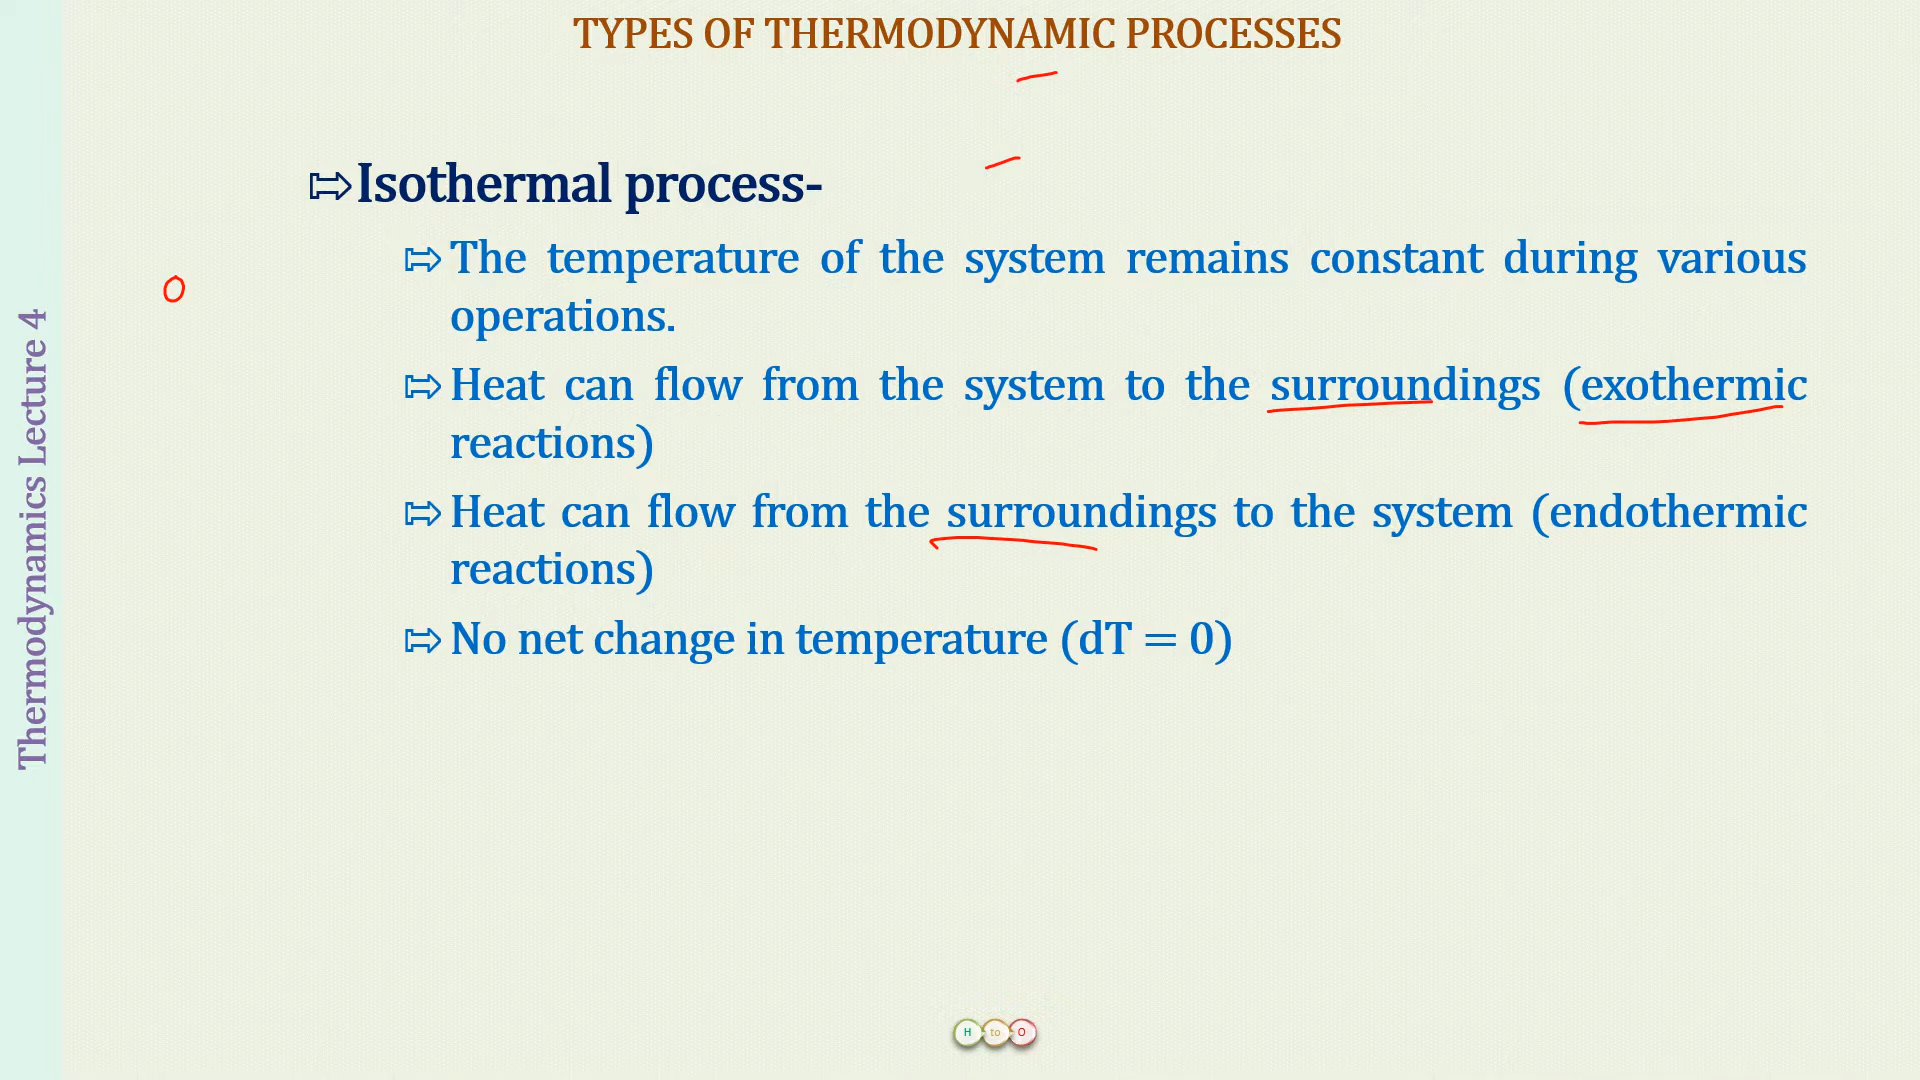 TYPES OF THERMODYNAMIC PROCESSES
Isothermal process-
The temperature of the system remains constant during various
operations.
Heat can flow from the system to the surroundings (exothermic
reactions)
Heat can flow from the surroundings to the system (endothermic
reactions)
No net change in temperature (dT = 0)
Thermodynamics Lecture 4
H to O